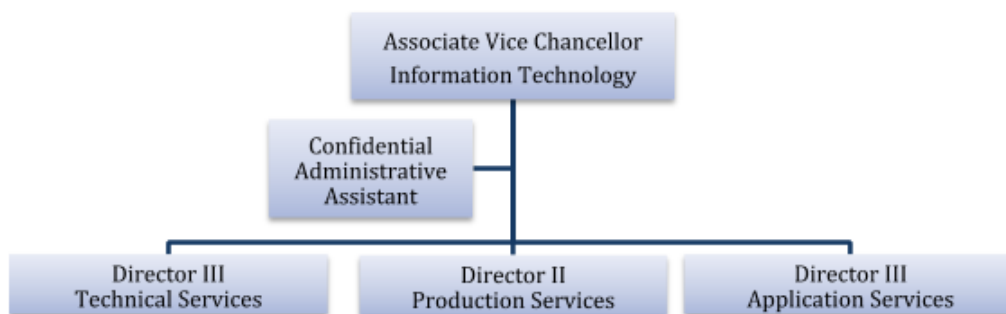 Associate Vice Chancellor
Information Technology
Confidential
Administrative
Assistant
Director III
Technical Services
Director II
Production Services
Director III
Application Services